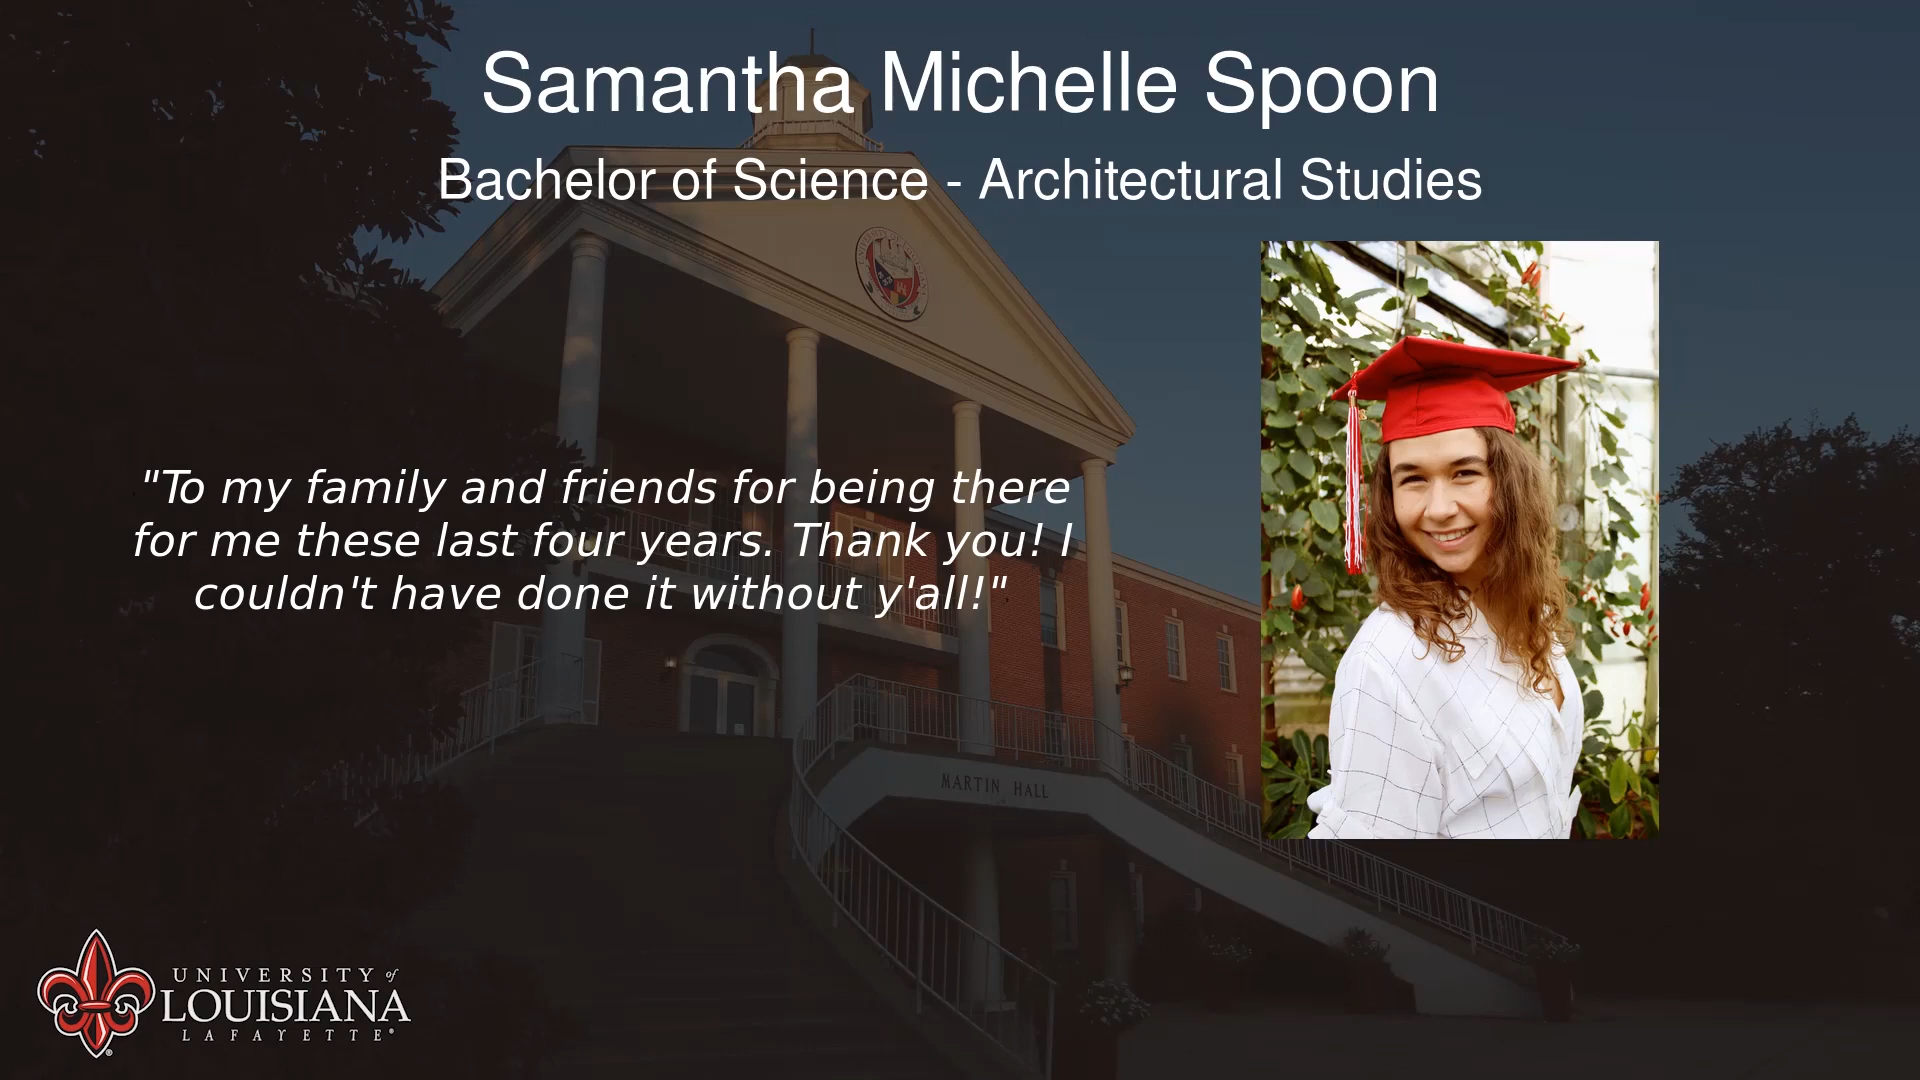 Samantha Michelle Spoon
Bachelor of Science - Architectural Studies
"To my family and friends for being there
for me these last four years. Thank you! I
couldn't have done it without y'all!"
MARTIN HALL
UNIVERSITY of
LOUISIANA
LAFAYETTE®